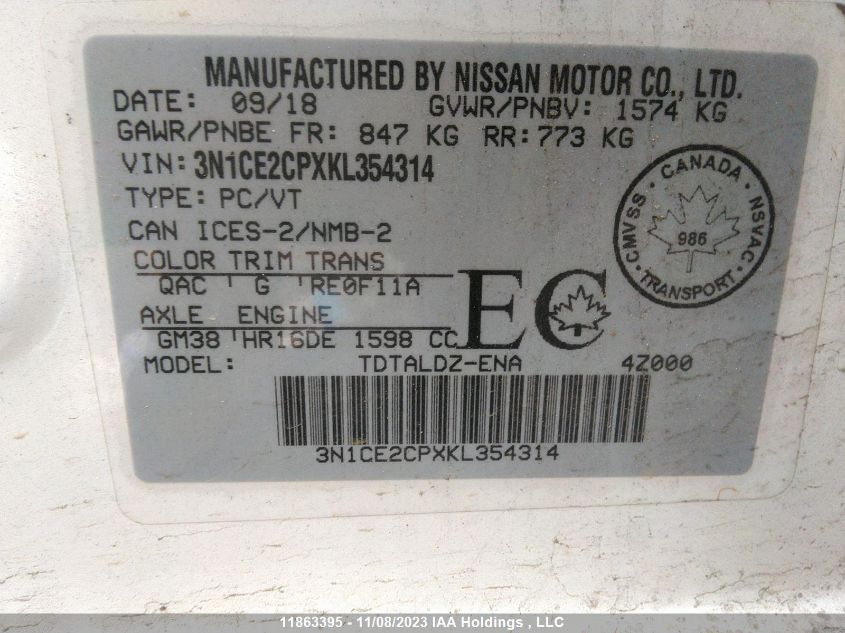 MANUFACTURED BY NISSAN MOTOR CO., LTD.
DATE: 09/18 GVWR/PNBV: 1574 KG
GAWR/PNBE FR: 847 KG RR: 773 KG
VIN: 3N1CE2CPXKL354314
TYPE: PC/VT
CAN ICES-2/NMB-2
COLOR TRIM TRANS
QAC ' G 'RE0F11A
AXLE ENGINE
GM38 'HR16DE 1598 CC
MODEL: TDTALDZ-ENA 4Z000
EC
· CANADA ·
CMVSS NSVAC
986
· TRANSPORT ·
3N1CE2CPXKL354314
11863395 - 11/08/2023 IAA Holdings , LLC